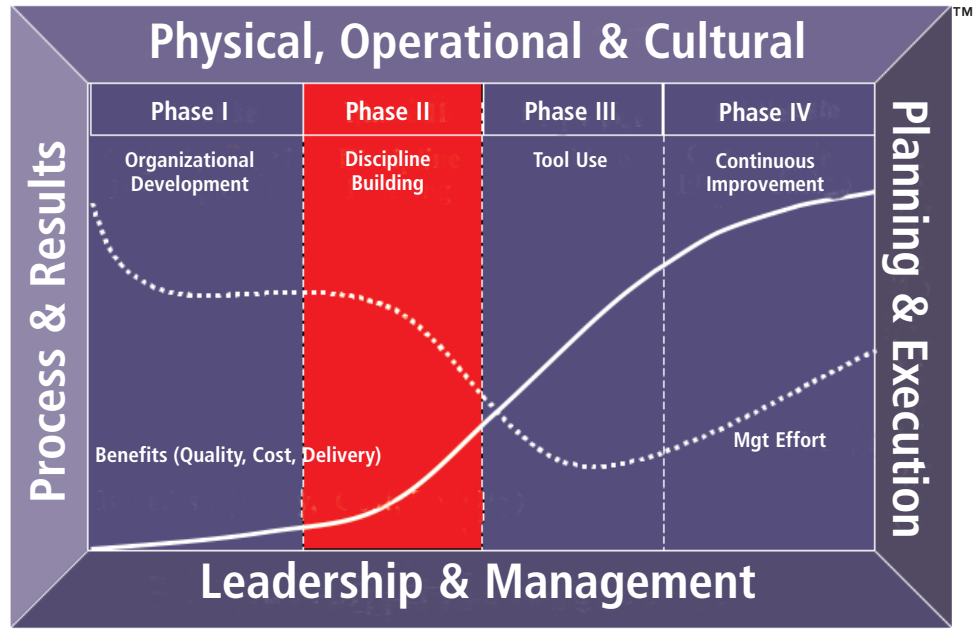 ™
Physical, Operational & Cultural
Phase I
Phase II
Phase III
Phase IV
Organizational
Development
Discipline
Building
Tool Use
Continuous
Improvement
Process & Results
Planning & Execution
Benefits (Quality, Cost, Delivery)
Mgt Effort
Leadership & Management